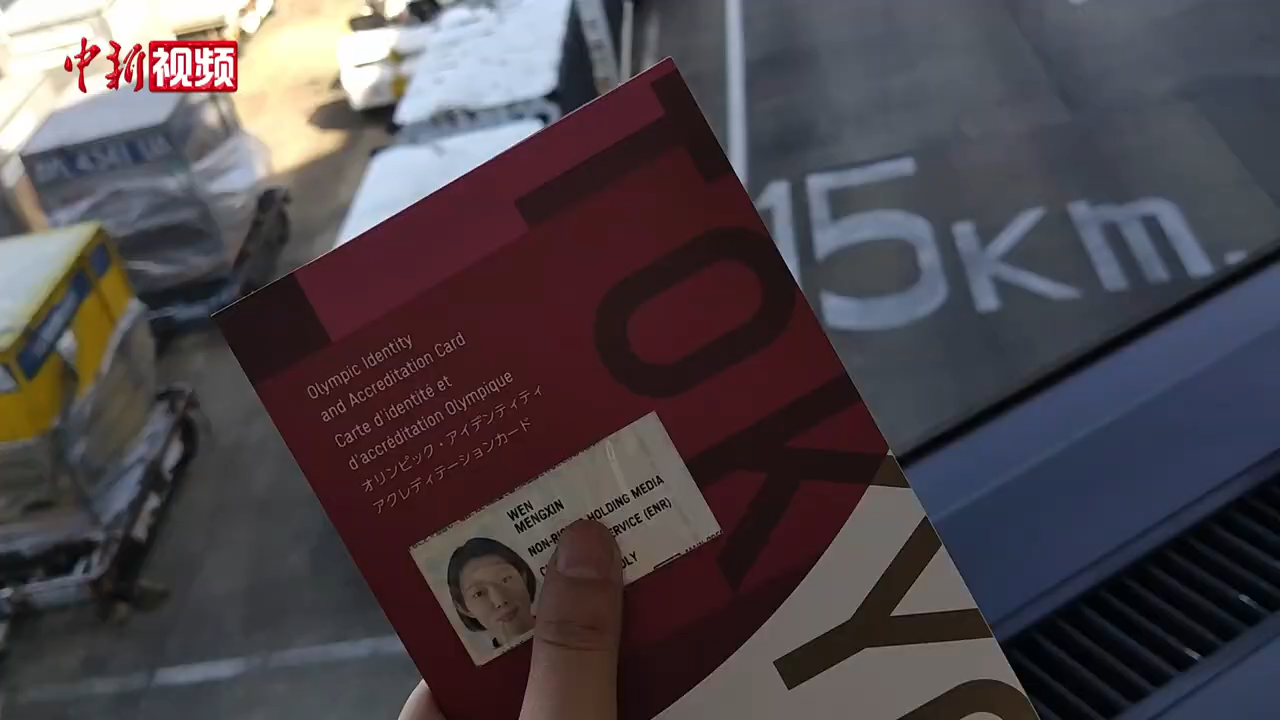 中新视频
15Km.
TOKYO
Olympic Identity
and Accreditation Card
Carte d'identité et
d'accréditation Olympique
オリンピック・アイデンティティ
アクレディテーションカード
WEN
MENGXIN
HOLDING MEDIA
(ENR)